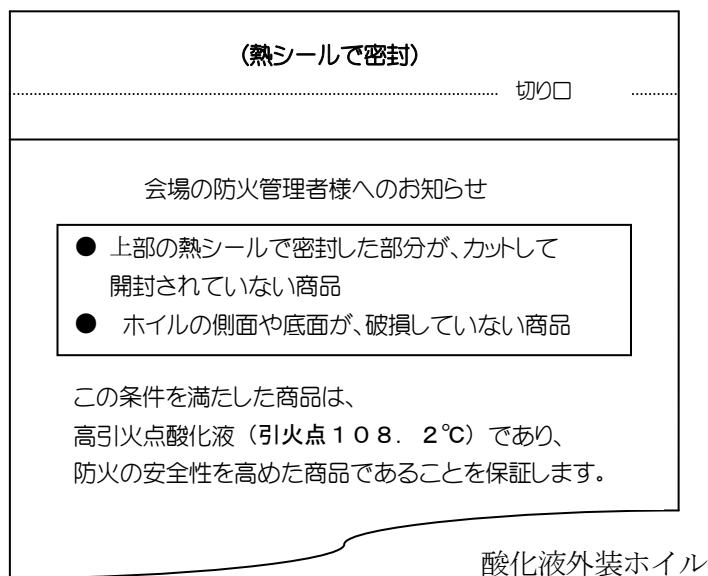 (熱シールで密封)
切り口
会場の防火管理者様へのお知らせ
● 上部の熱シールで密封した部分が、カットして
開封されていない商品
● ホイルの側面や底面が、破損していない商品
この条件を満たした商品は、
高引火点酸化液（引火点１０８．２℃）であり、
防火の安全性を高めた商品であることを保証します。
酸化液外装ホイル